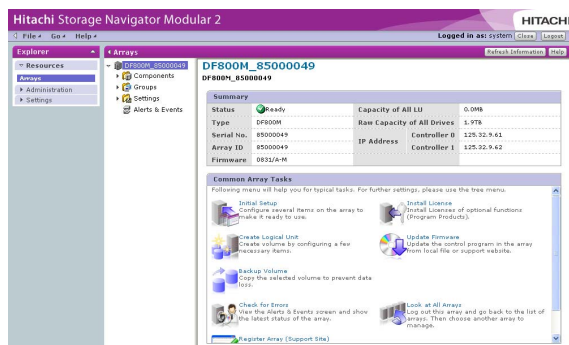 Hitachi Storage Navigator Modular 2
HITACHI
File Go Help
Logged in as: system Close Logout
Explorer
Arrays
Refresh Information Help
Resources
Arrays
Administration
Settings
DF800M_85000049
Components
Groups
Settings
Alerts & Events
DF800M_85000049
DF800M_85000049
Summary
Status Ready Capacity of All LU 0.0MB
Type DF800M Raw Capacity of All Drives 1.9TB
Serial No. 85000049 IP Address Controller 0 125.32.9.61
Array ID 85000049 Controller 1 125.32.9.62
Firmware 0831/A-M
Common Array Tasks
Following menu will help you for typical tasks. For further settings, please use the tree menu.
Initial Setup
Configure several items on the array to
make it ready to use.
Install License
Install Licenses of optional functions
(Program Products).
Create Logical Unit
Create volume by configuring a few
necessary items.
Update Firmware
Update the control program in the array
from local file or support website.
Backup Volume
Copy the selected volume to prevent data
loss.
Check for Errors
View the Alerts & Events screen and show
the latest status of the array.
Look at All Arrays
Log out this array and go back to the list of
arrays. Then choose another array to
manage.
Register Array (Support Site)